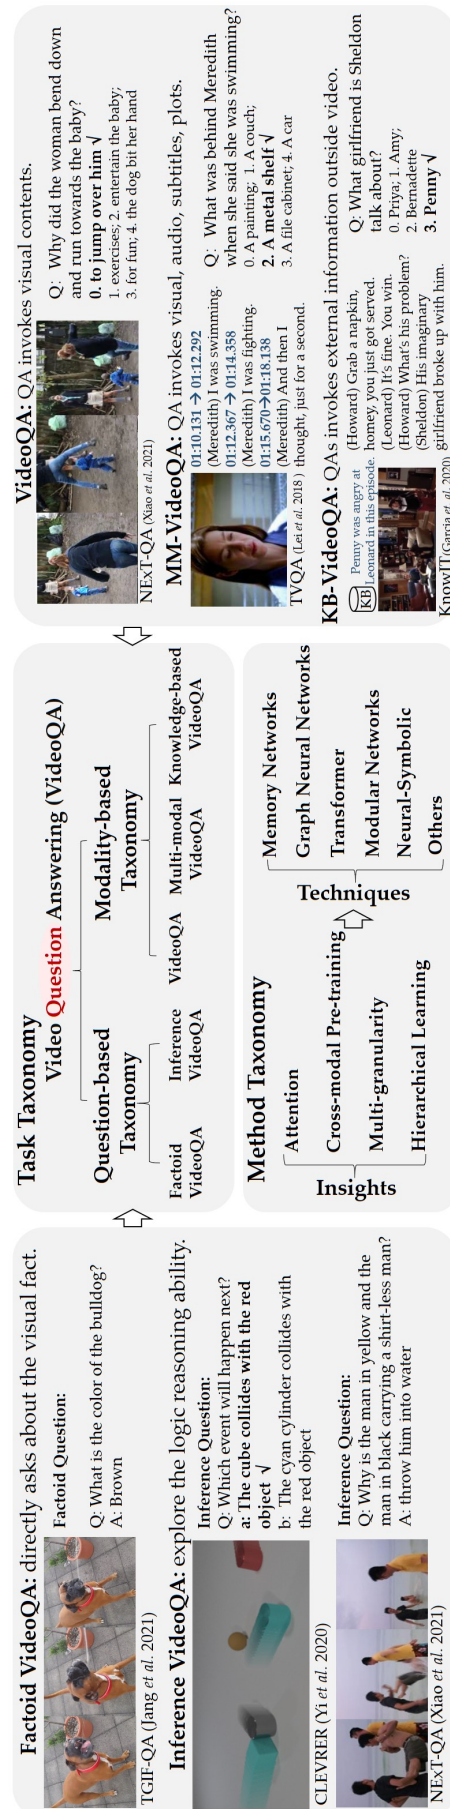 Factoid VideoQA: directly asks about the visual fact.
Factoid Question:
Q: What is the color of the bulldog?
A: Brown
TGIF-QA (Jang et al. 2021)
Inference VideoQA: explore the logic reasoning ability.
Inference Question:
Q: Which event will happen next?
a: The cube collides with the red
object √
b: The cyan cylinder collides with
the red object
CLEVRER (Yi et al. 2020)
Inference Question:
Q: Why is the man in yellow and the
man in black carrying a shirt-less man?
A: throw him into water
NExT-QA (Xiao et al. 2021)
Task Taxonomy
Video Question Answering (VideoQA)
Question-based
Taxonomy
Modality-based
Taxonomy
Factoid
VideoQA
Inference
VideoQA
VideoQA
Multi-modal
VideoQA
Knowledge-based
VideoQA
Method Taxonomy
Insights
Attention
Cross-modal Pre-training
Multi-granularity
Hierarchical Learning
Techniques
Memory Networks
Graph Neural Networks
Transformer
Modular Networks
Neural-Symbolic
Others
VideoQA: QA invokes visual contents.
Q: Why did the woman bend down
and run towards the baby?
0. to jump over him √
1. exercises; 2. entertain the baby;
3. for fun; 4. the dog bit her hand
NExT-QA (Xiao et al. 2021)
MM-VideoQA: QA invokes visual, audio, subtitles, plots.
01:10.131 → 01:12.292
(Meredith) I was swimming.
01:12.367 → 01:14.358
(Meredith) I was fighting.
01:15.670→01:18.138
(Meredith) And then I
thought, just for a second.
Q: What was behind Meredith
when she said she was swimming?
0. A painting; 1. A couch;
2. A metal shelf √
3. A file cabinet; 4. A car
TVQA (Lei et al. 2018 )
KB-VideoQA: QAs invokes external information outside video.
KB
Penny was angry at
Leonard in this episode.
(Howard) Grab a napkin,
homey, you just got served.
(Leonard) It's fine. You win.
(Howard) What's his problem?
(Sheldon) His imaginary
girlfriend broke up with him.
Q: What girlfriend is Sheldon
talk about?
0. Priya; 1. Amy;
2. Bernadette
3. Penny √
KnowIT (Garcia et al. 2020)